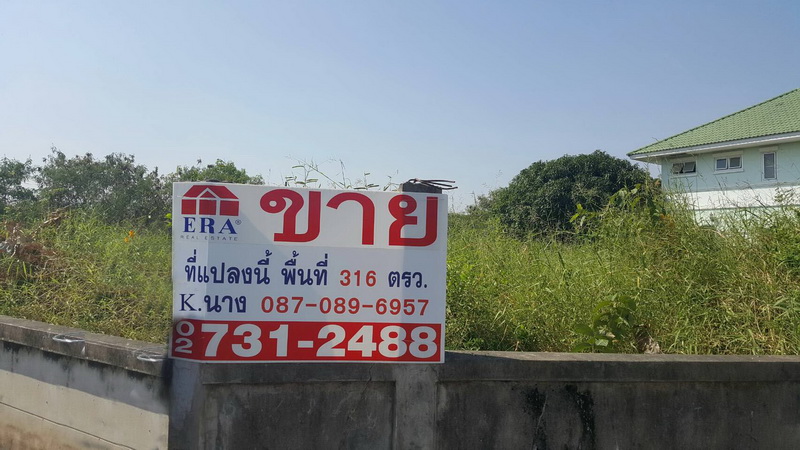 ERA®
REAL ESTATE
ขาย
ที่แปลงนี้ พื้นที่ 316 ตรว.
K.นาง 087-089-6957
02 731-2488